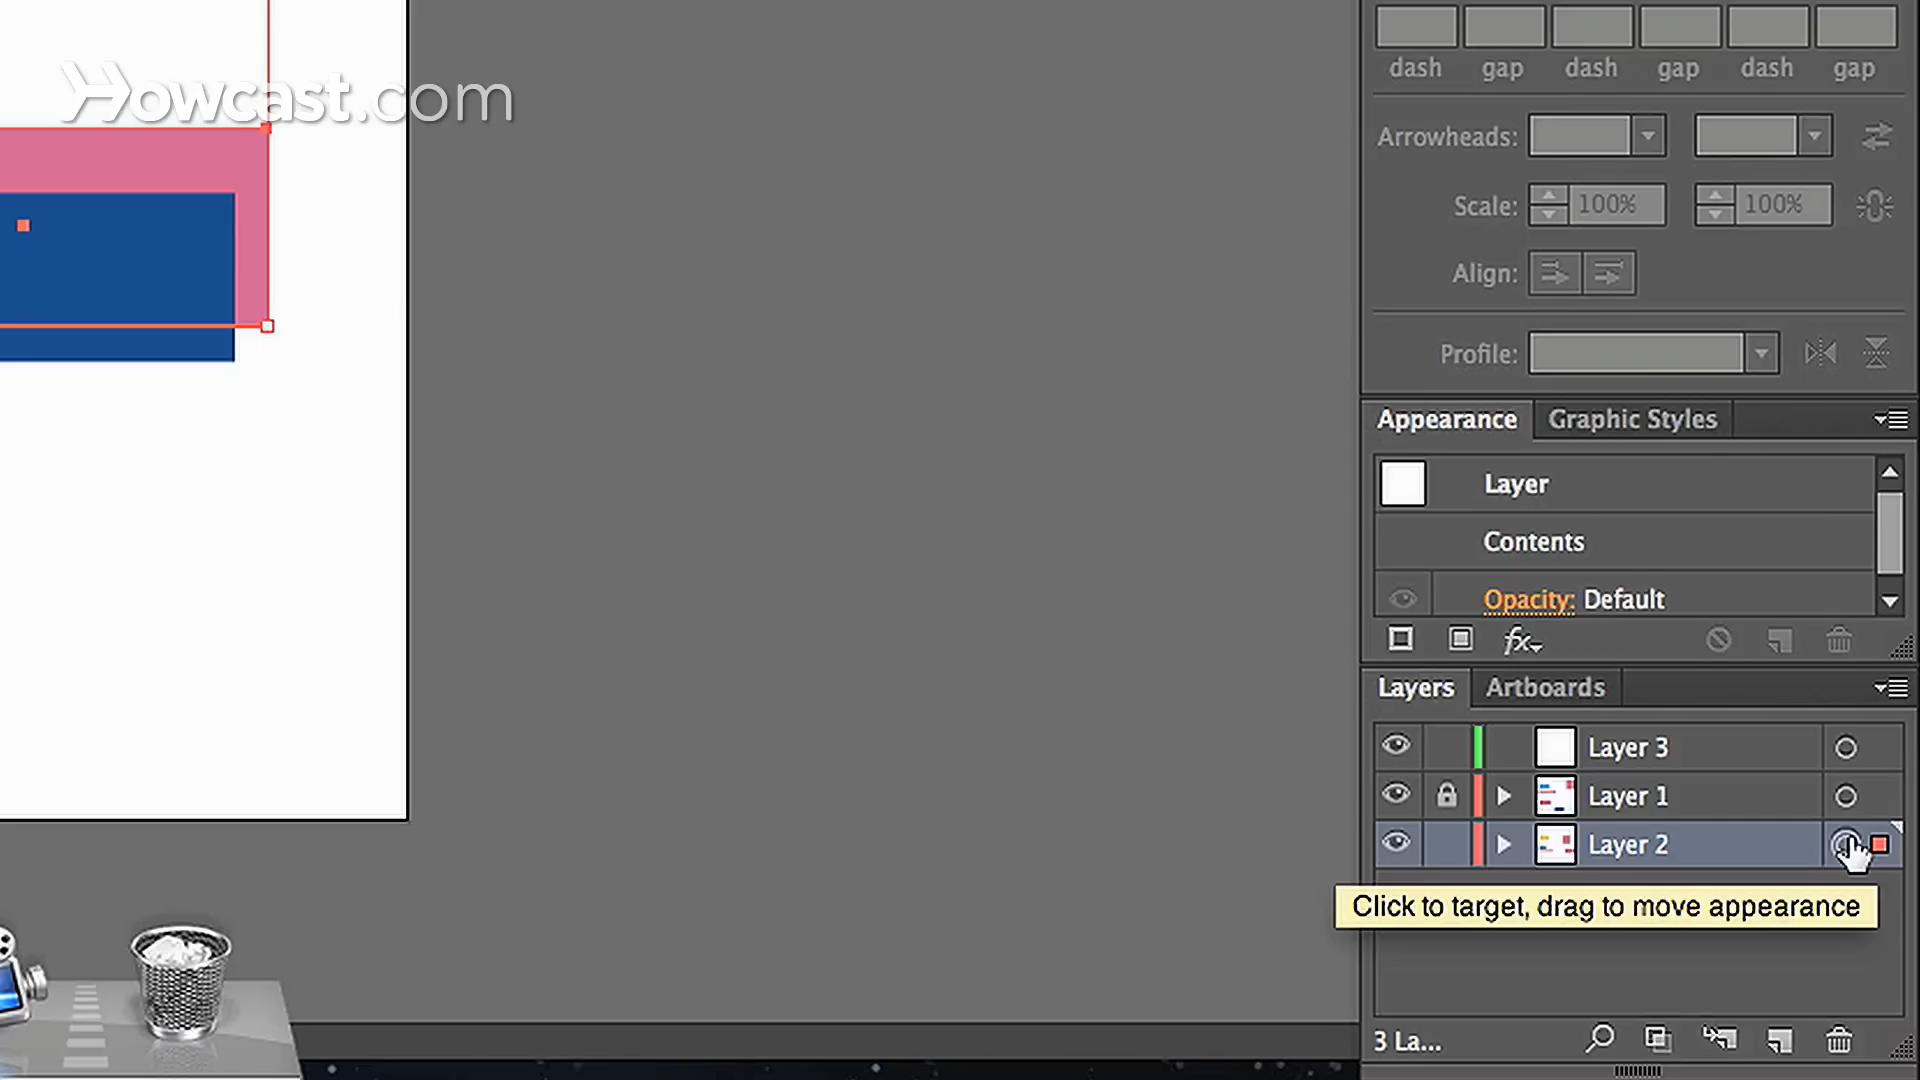 Howcast.com
dash gap dash gap dash gap
Arrowheads:
Scale: 100% 100%
Align:
Profile:
Appearance Graphic Styles
Layer
Contents
Opacity: Default
fx
Layers Artboards
Layer 3
Layer 1
Layer 2
Click to target, drag to move appearance
3 La...